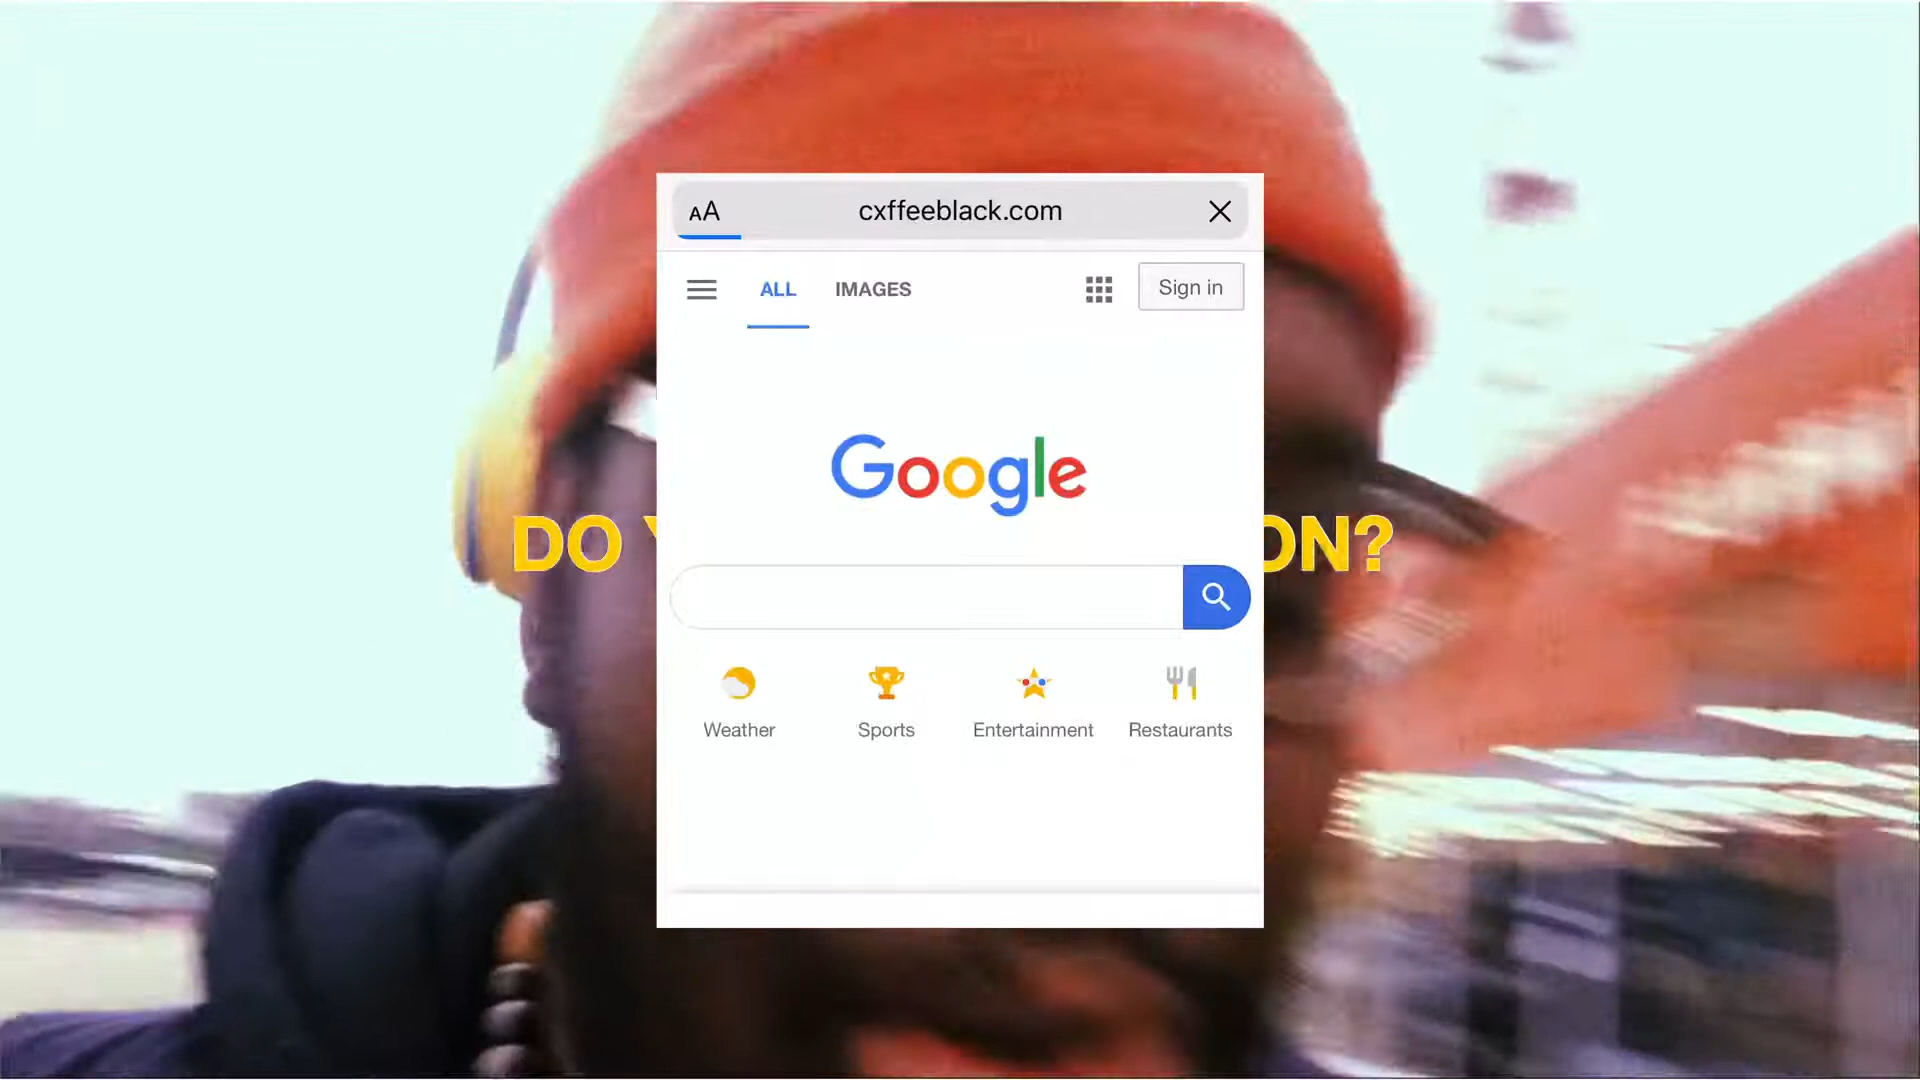 AA cxffeeblack.com
ALL IMAGES Sign in
Google
DO ON?
Weather Sports Entertainment Restaurants